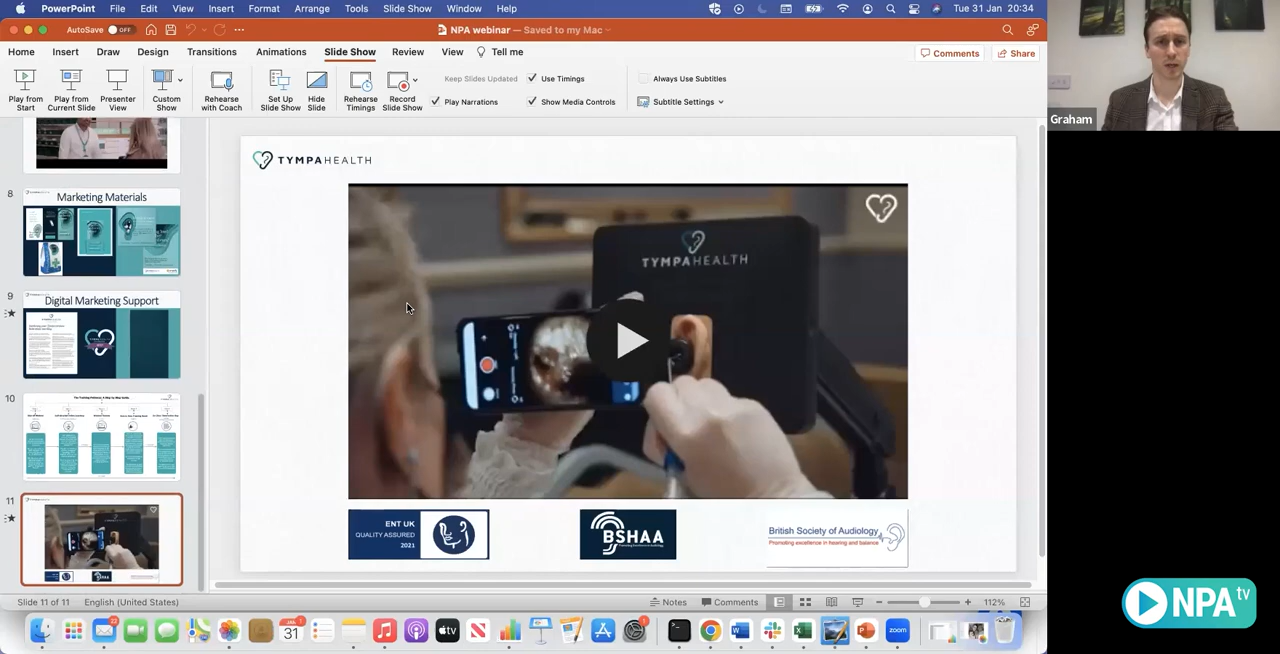 PowerPoint File Edit View Insert Format Arrange Tools Slide Show Window Help Tue 31 Jan 20:34
AutoSave OFF NPA webinar — Saved to my Mac
Home Insert Draw Design Transitions Animations Slide Show Review View Tell me Comments Share
Keep Slides Updated Use Timings Always Use Subtitles
Play from Start
Play from Current Slide
Presenter View
Custom Show
Rehearse with Coach
Set Up Slide Show
Hide Slide
Rehearse Timings
Record Slide Show
Play Narrations Show Media Controls Subtitle Settings
Graham
TYMPAHEALTH
8
Marketing Materials
9
Digital Marketing Support
10
11
TYMPAHEALTH
ENT UK
QUALITY ASSURED
2021
BSHAA
British Society of Audiology
Promoting excellence in hearing and balance
Slide 11 of 11 English (United States) Notes Comments 112%
JAN
31
tv
zoom
NPAtv